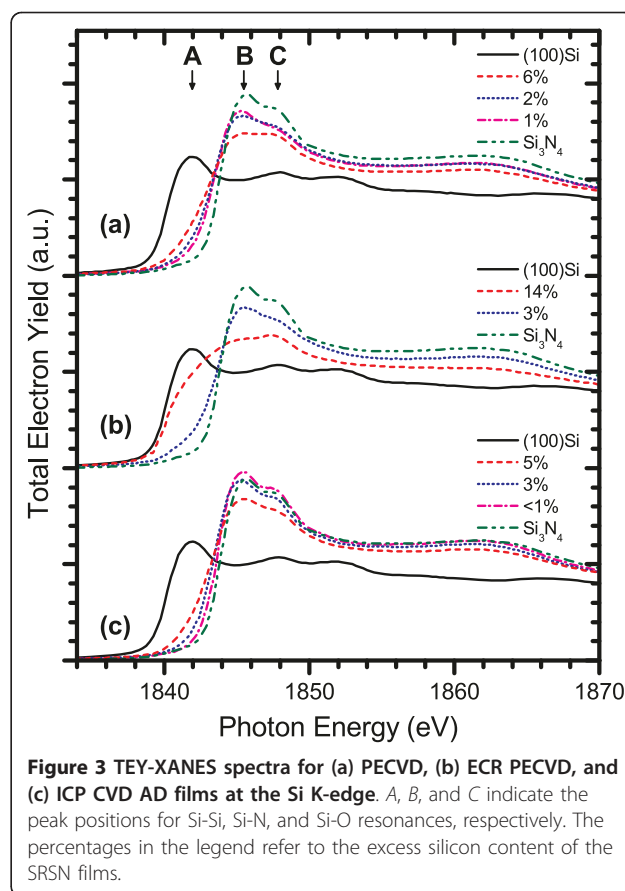 A B C
(100)Si
6%
2%
1%
Si₃N₄
(a)
(100)Si
14%
3%
Si₃N₄
(b)
(100)Si
5%
3%
<1%
Si₃N₄
(c)
Total Electron Yield (a.u.)
1840 1850 1860 1870
Photon Energy (eV)
Figure 3 TEY-XANES spectra for (a) PECVD, (b) ECR PECVD, and
(c) ICP CVD AD films at the Si K-edge. A, B, and C indicate the
peak positions for Si-Si, Si-N, and Si-O resonances, respectively. The
percentages in the legend refer to the excess silicon content of the
SRSN films.